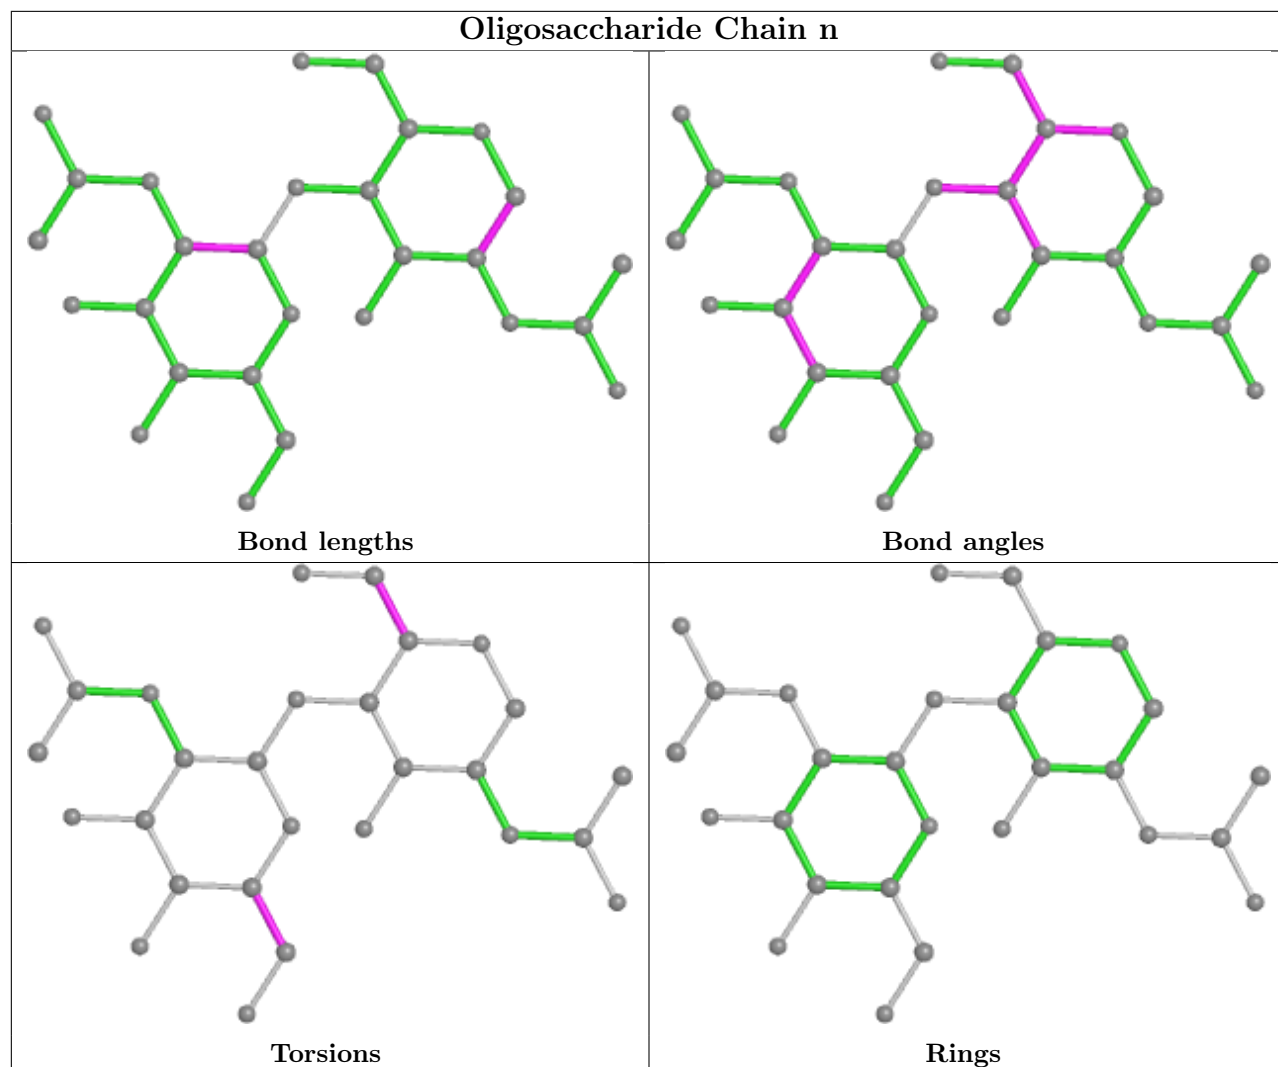 Oligosaccharide Chain n
Bond lengths
Bond angles
Torsions
Rings